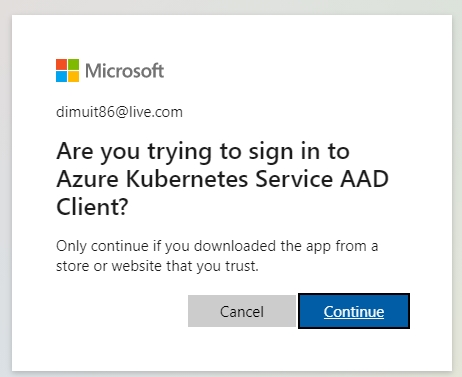 Microsoft
dimuit86@live.com
Are you trying to sign in to
Azure Kubernetes Service AAD
Client?
Only continue if you downloaded the app from a
store or website that you trust.
Cancel Continue